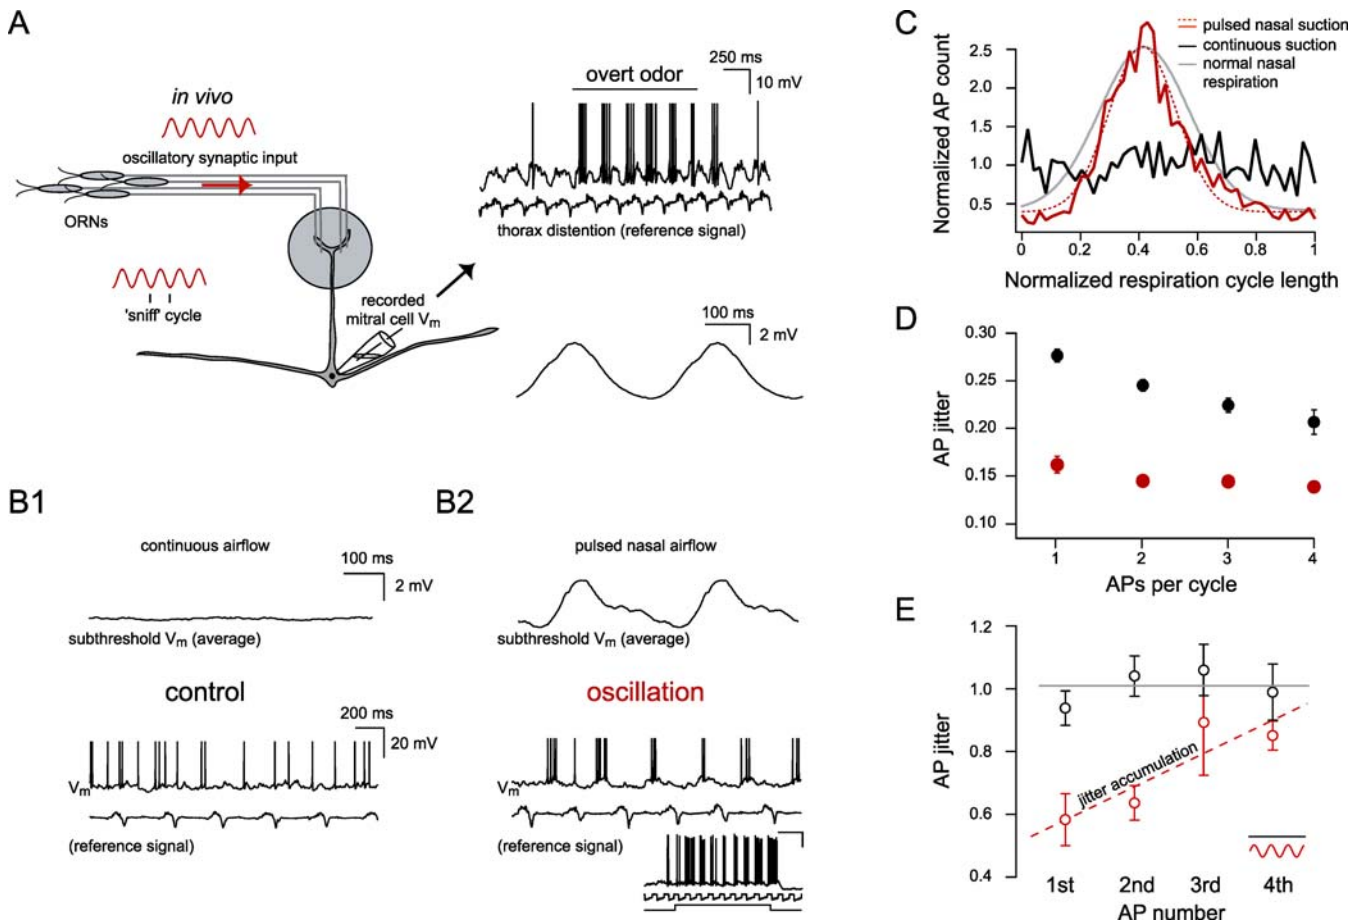 A
in vivo
oscillatory synaptic input
ORNs
'sniff' cycle
recorded
mitral cell Vm
overt odor
250 ms
10 mV
thorax distention (reference signal)
100 ms
2 mV
B1
continuous airflow
100 ms
2 mV
subthreshold Vm (average)
control
200 ms
20 mV
Vm
(reference signal)
B2
pulsed nasal airflow
subthreshold Vm (average)
oscillation
Vm
(reference signal)
C
pulsed nasal suction
continuous suction
normal nasal
respiration
Normalized AP count
2.5
2.0
1.5
1.0
0.5
0 0.2 0.4 0.6 0.8 1
Normalized respiration cycle length
D
AP jitter
0.30
0.25
0.20
0.15
0.10
1 2 3 4
APs per cycle
E
AP jitter
1.2
1.0
0.8
0.6
0.4
jitter accumulation
1st 2nd 3rd 4th
AP number